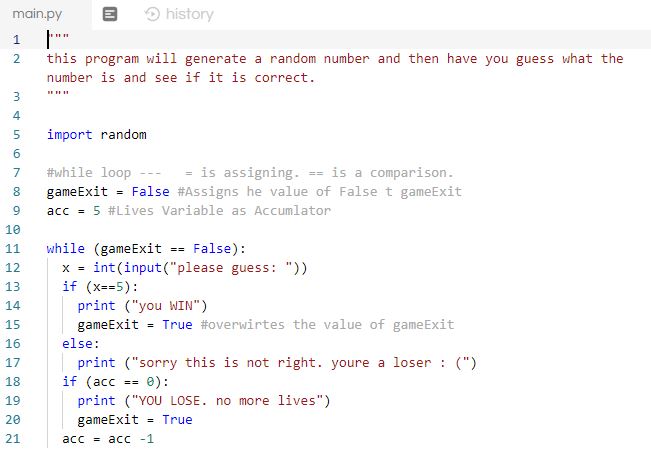 main.py history
1 """
2 this program will generate a random number and then have you guess what the
number is and see if it is correct.
3 """
4
5 import random
6
7 #while loop ---   = is assigning. == is a comparison.
8 gameExit = False #Assigns he value of False t gameExit
9 acc = 5 #Lives Variable as Accumlator
10
11 while (gameExit == False):
12   x = int(input("please guess: "))
13   if (x==5):
14     print ("you WIN")
15     gameExit = True #overwirtes the value of gameExit
16   else:
17     print ("sorry this is not right. youre a loser : (")
18   if (acc == 0):
19     print ("YOU LOSE. no more lives")
20     gameExit = True
21   acc = acc -1